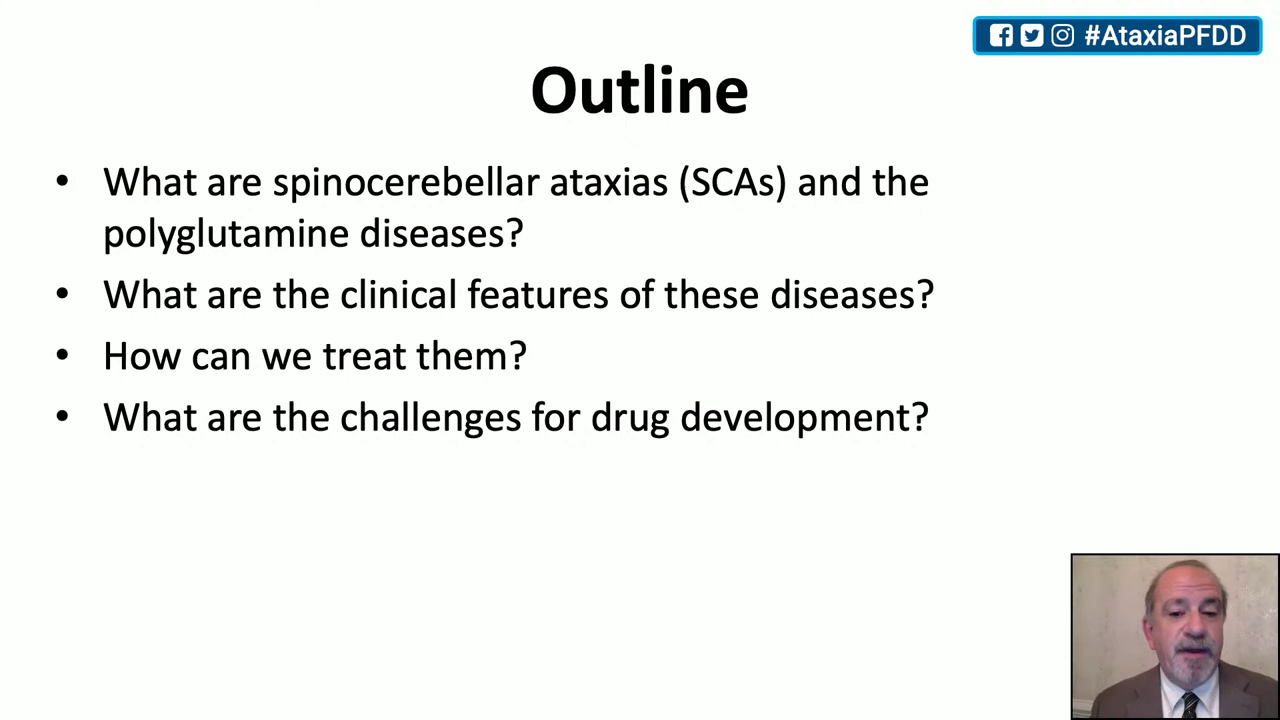 #AtaxiaPFDD
Outline
• What are spinocerebellar ataxias (SCAs) and the
polyglutamine diseases?
• What are the clinical features of these diseases?
• How can we treat them?
• What are the challenges for drug development?